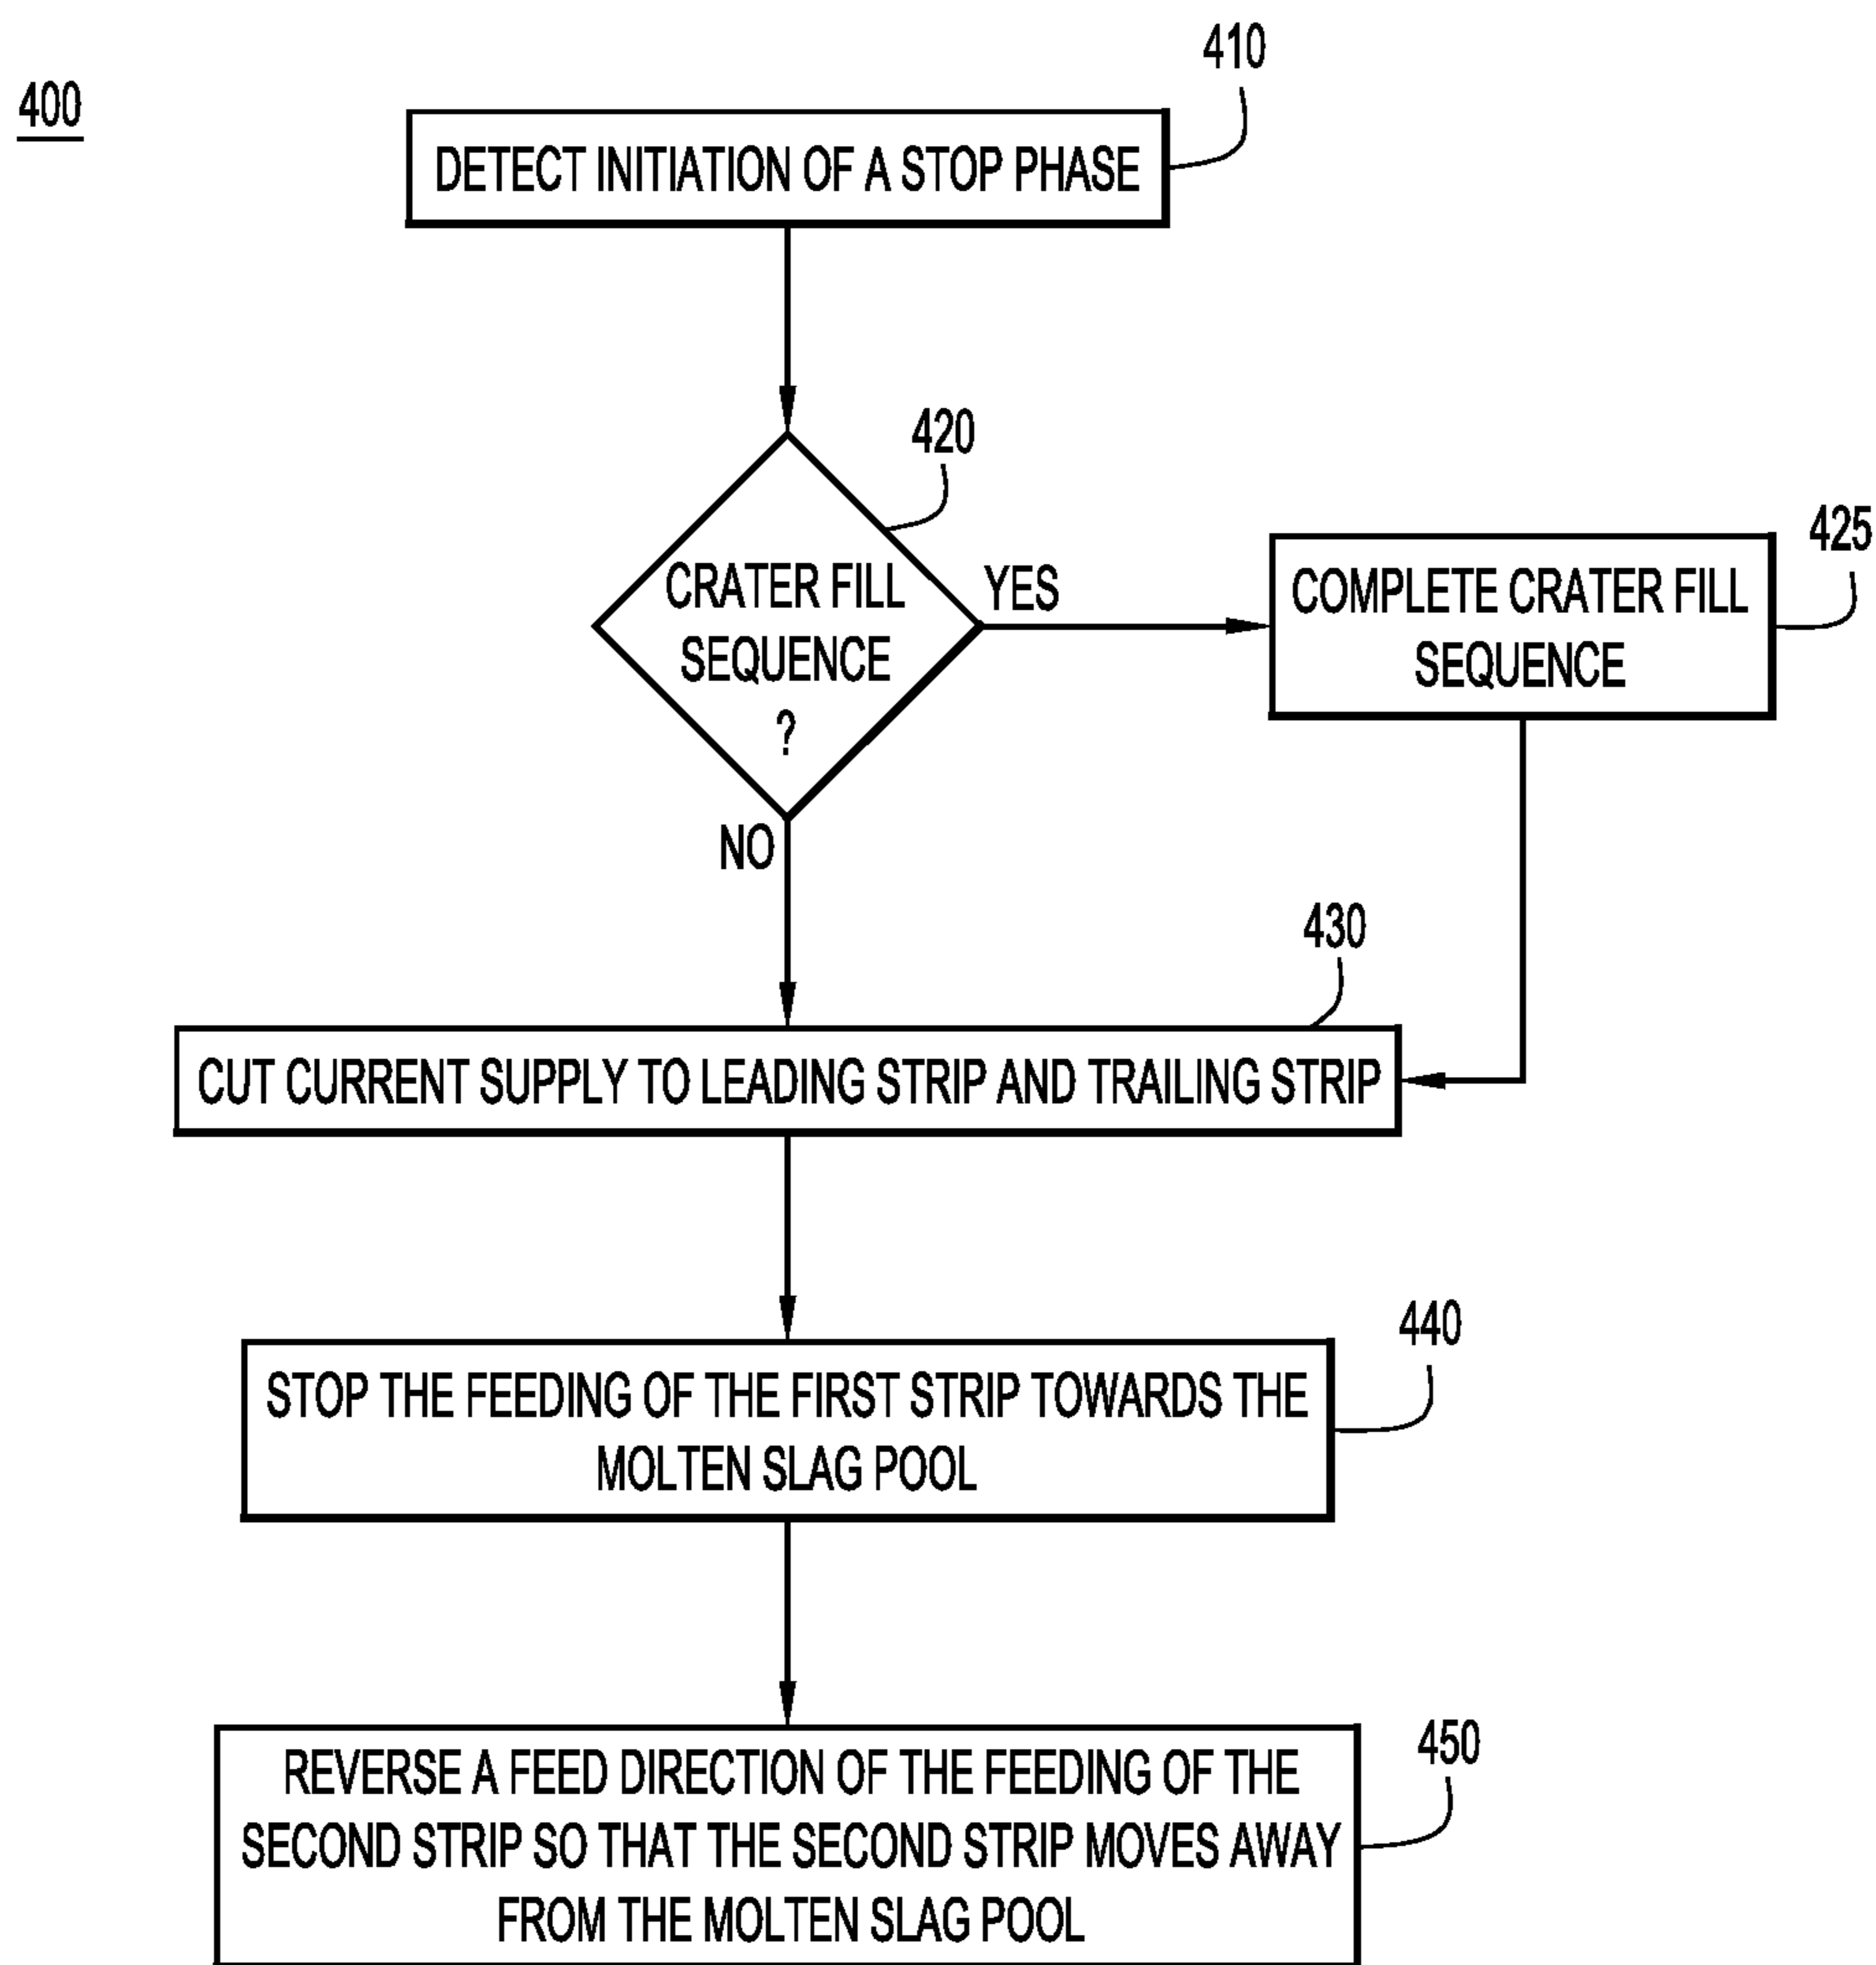 400
410
DETECT INITIATION OF A STOP PHASE
420
CRATER FILL
SEQUENCE
?
YES
425
COMPLETE CRATER FILL
SEQUENCE
NO
430
CUT CURRENT SUPPLY TO LEADING STRIP AND TRAILING STRIP
440
STOP THE FEEDING OF THE FIRST STRIP TOWARDS THE
MOLTEN SLAG POOL
450
REVERSE A FEED DIRECTION OF THE FEEDING OF THE
SECOND STRIP SO THAT THE SECOND STRIP MOVES AWAY
FROM THE MOLTEN SLAG POOL